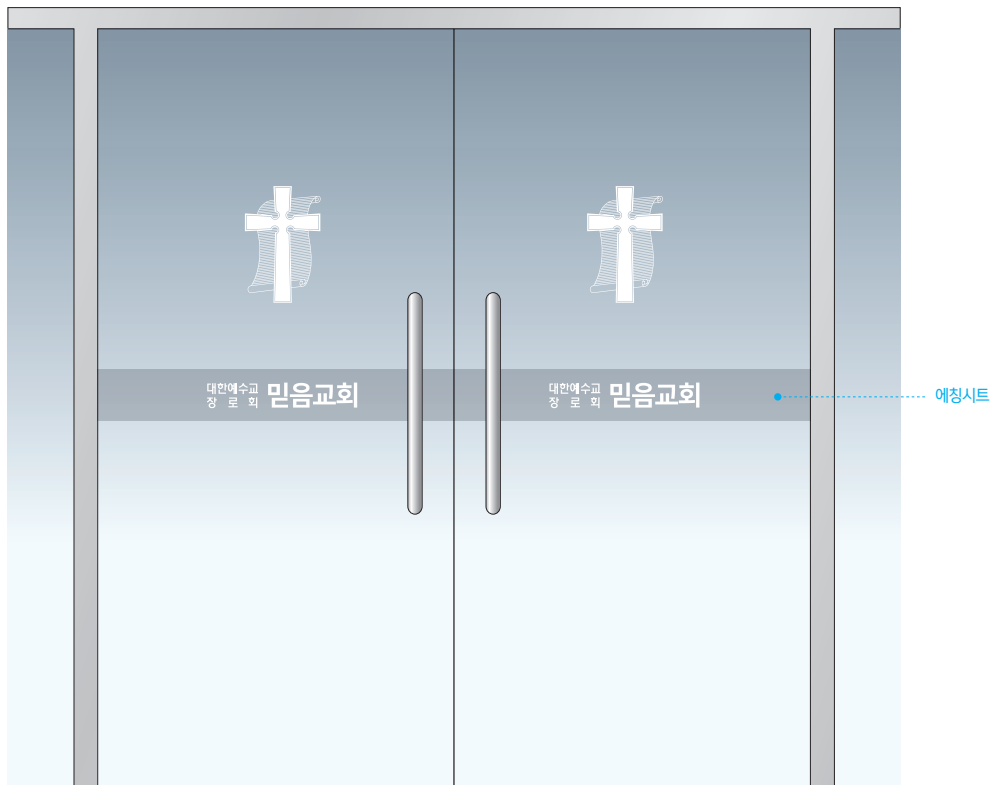 대한예수교
장 로 회 믿음교회
대한예수교
장 로 회 믿음교회
에칭시트